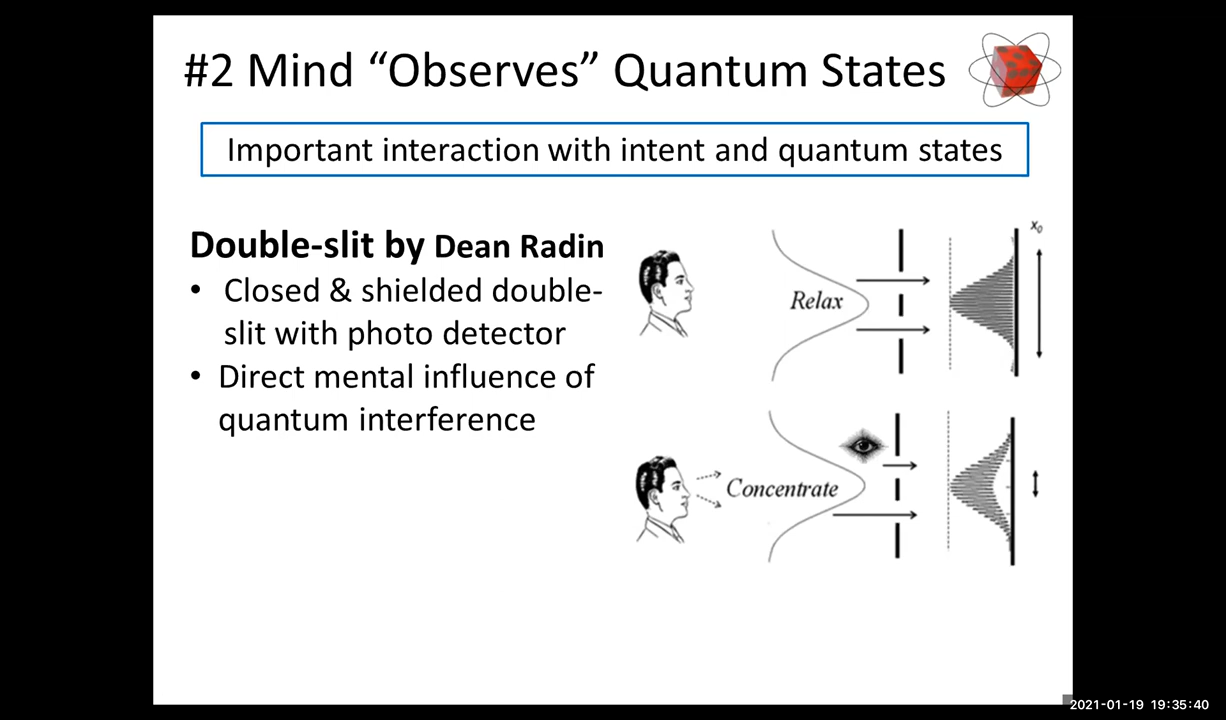 #2 Mind “Observes” Quantum States
Important interaction with intent and quantum states
Double-slit by Dean Radin
• Closed & shielded double-
slit with photo detector
• Direct mental influence of
quantum interference
x₀
Relax
Concentrate
2021-01-19 19:35:40